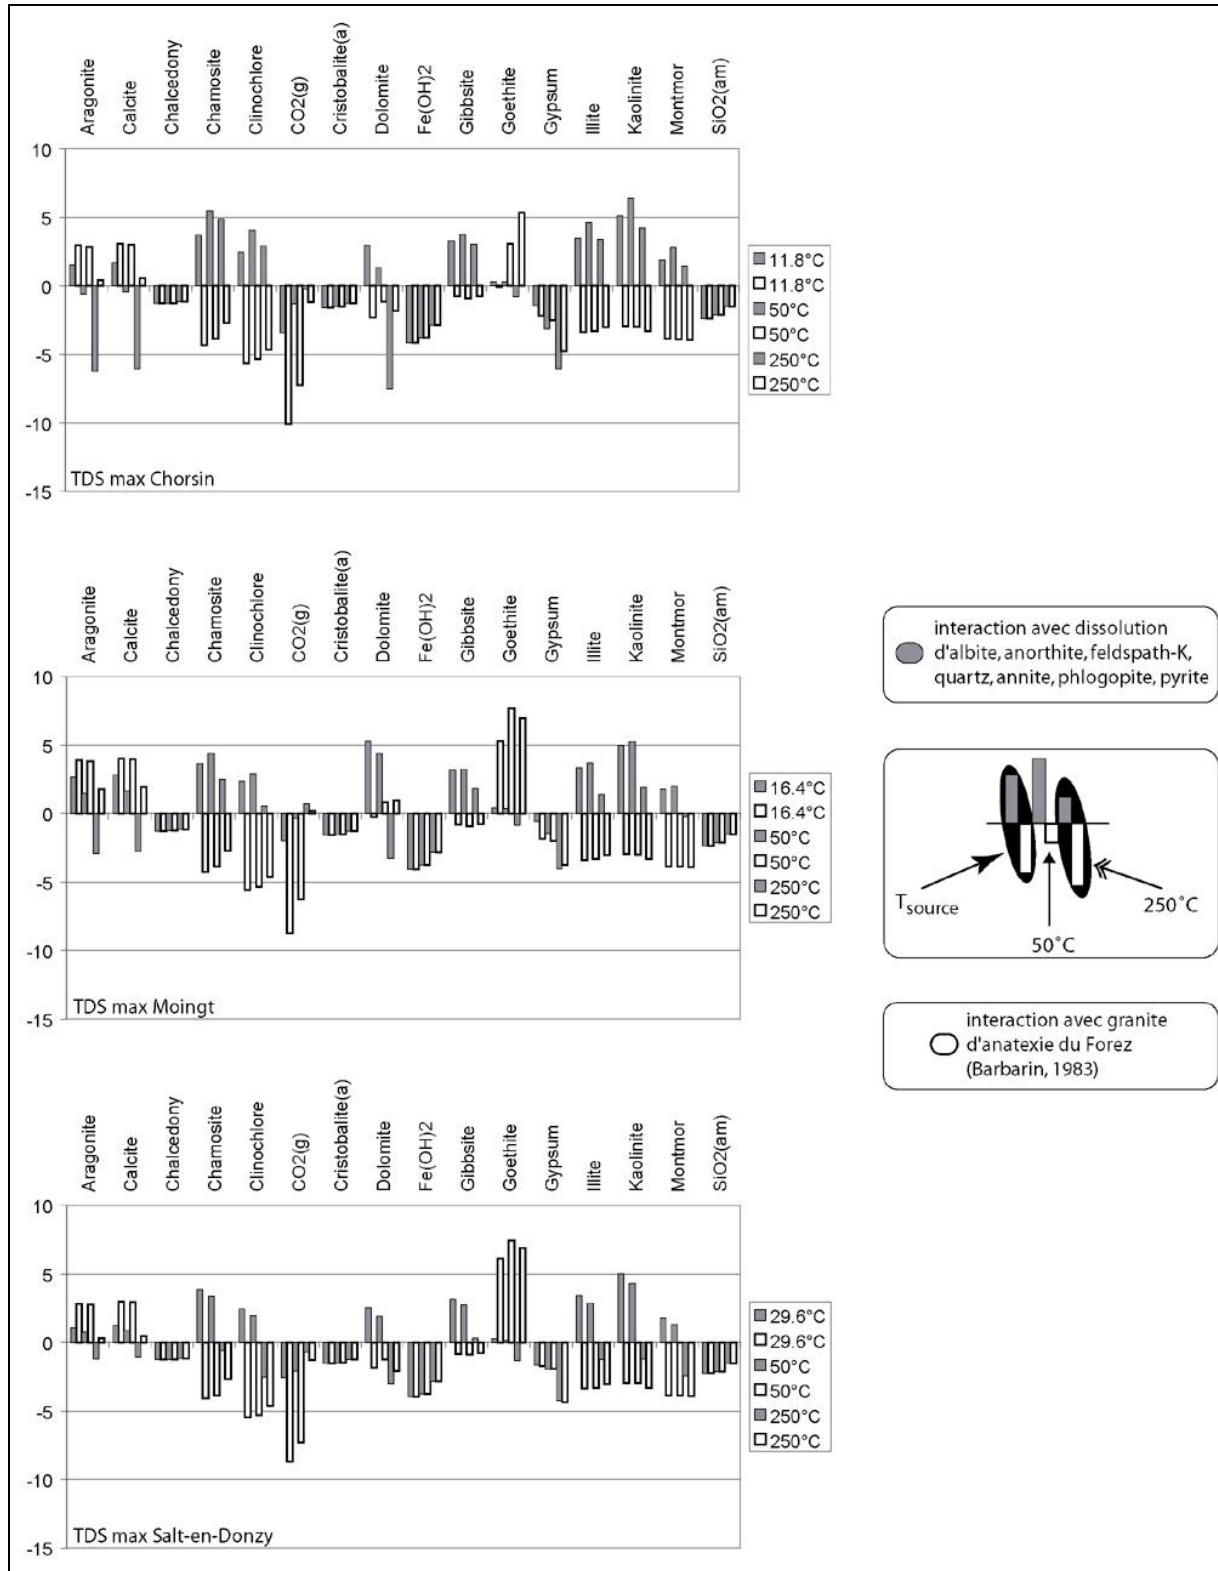 Aragonite
Calcite
Chalcedony
Chamosite
Clinochlore
CO2(g)
Cristobalite(a)
Dolomite
Fe(OH)2
Gibbsite
Goethite
Gypsum
Illite
Kaolinite
Montmor
SiO2(am)
10
5
0
-5
-10
-15
TDS max Chorsin
11.8°C
11.8°C
50°C
50°C
250°C
250°C
Aragonite
Calcite
Chalcedony
Chamosite
Clinochlore
CO2(g)
Cristobalite(a)
Dolomite
Fe(OH)2
Gibbsite
Goethite
Gypsum
Illite
Kaolinite
Montmor
SiO2(am)
10
5
0
-5
-10
-15
TDS max Moingt
16.4°C
16.4°C
50°C
50°C
250°C
250°C
interaction avec dissolution
d'albite, anorthite, feldspath-K,
quartz, annite, phlogopite, pyrite
Tsource
50°C
250°C
interaction avec granite
d'anatexie du Forez
(Barbarin, 1983)
Aragonite
Calcite
Chalcedony
Chamosite
Clinochlore
CO2(g)
Cristobalite(a)
Dolomite
Fe(OH)2
Gibbsite
Goethite
Gypsum
Illite
Kaolinite
Montmor
SiO2(am)
10
5
0
-5
-10
-15
TDS max Salt-en-Donzy
29.6°C
29.6°C
50°C
50°C
250°C
250°C